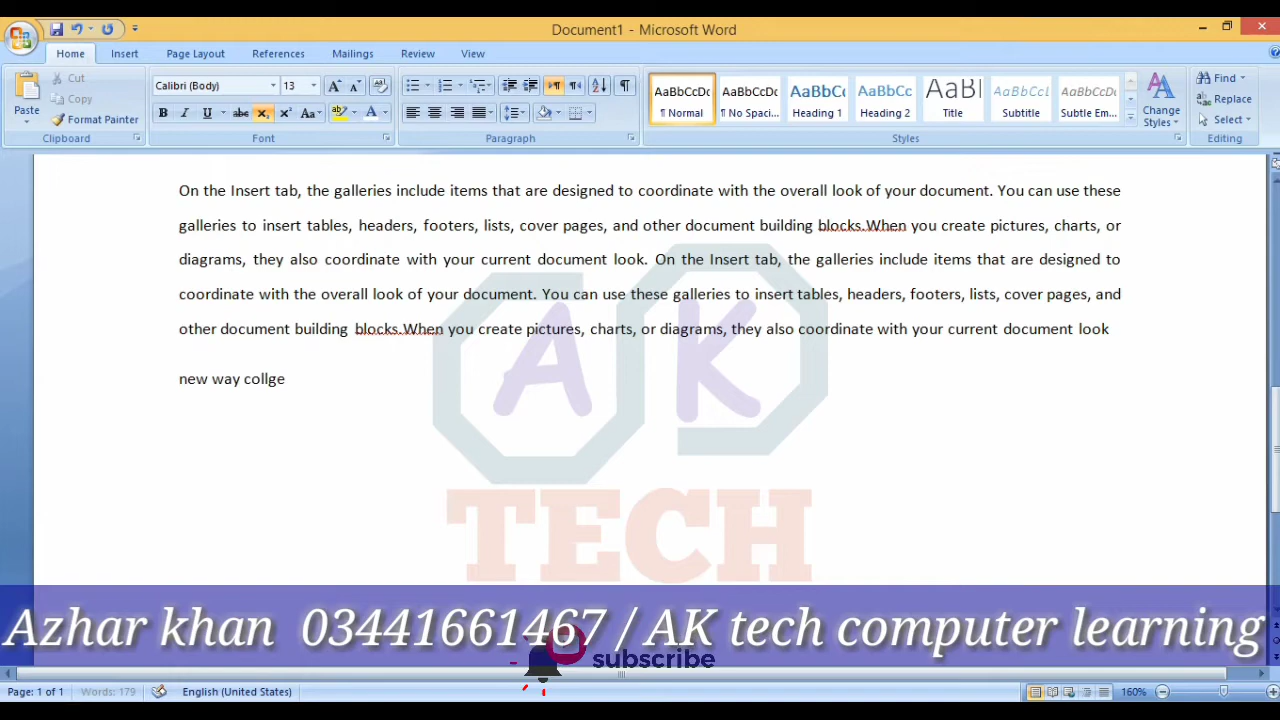 Document1 - Microsoft Word
Home Insert Page Layout References Mailings Review View
Paste
Cut
Copy
Format Painter
Clipboard
Calibri (Body) 13
B I U abc X₂ X² Aa
Font
Paragraph
AaBbCcDc AaBbCcDc AaBbC AaBbCc AaBl AaBbCcL AaBbCcDc
¶ Normal ¶ No Spaci... Heading 1 Heading 2 Title Subtitle Subtle Em...
Change Styles
Styles
Find
Replace
Select
Editing
On the Insert tab, the galleries include items that are designed to coordinate with the overall look of your document. You can use these
galleries to insert tables, headers, footers, lists, cover pages, and other document building blocks.When you create pictures, charts, or
diagrams, they also coordinate with your current document look. On the Insert tab, the galleries include items that are designed to
coordinate with the overall look of your document. You can use these galleries to insert tables, headers, footers, lists, cover pages, and
other document building blocks.When you create pictures, charts, or diagrams, they also coordinate with your current document look
new way collge
AK
TECH
Azhar khan 03441661467 / AK tech computer learning
subscribe
Page: 1 of 1 Words: 179 English (United States) 160%